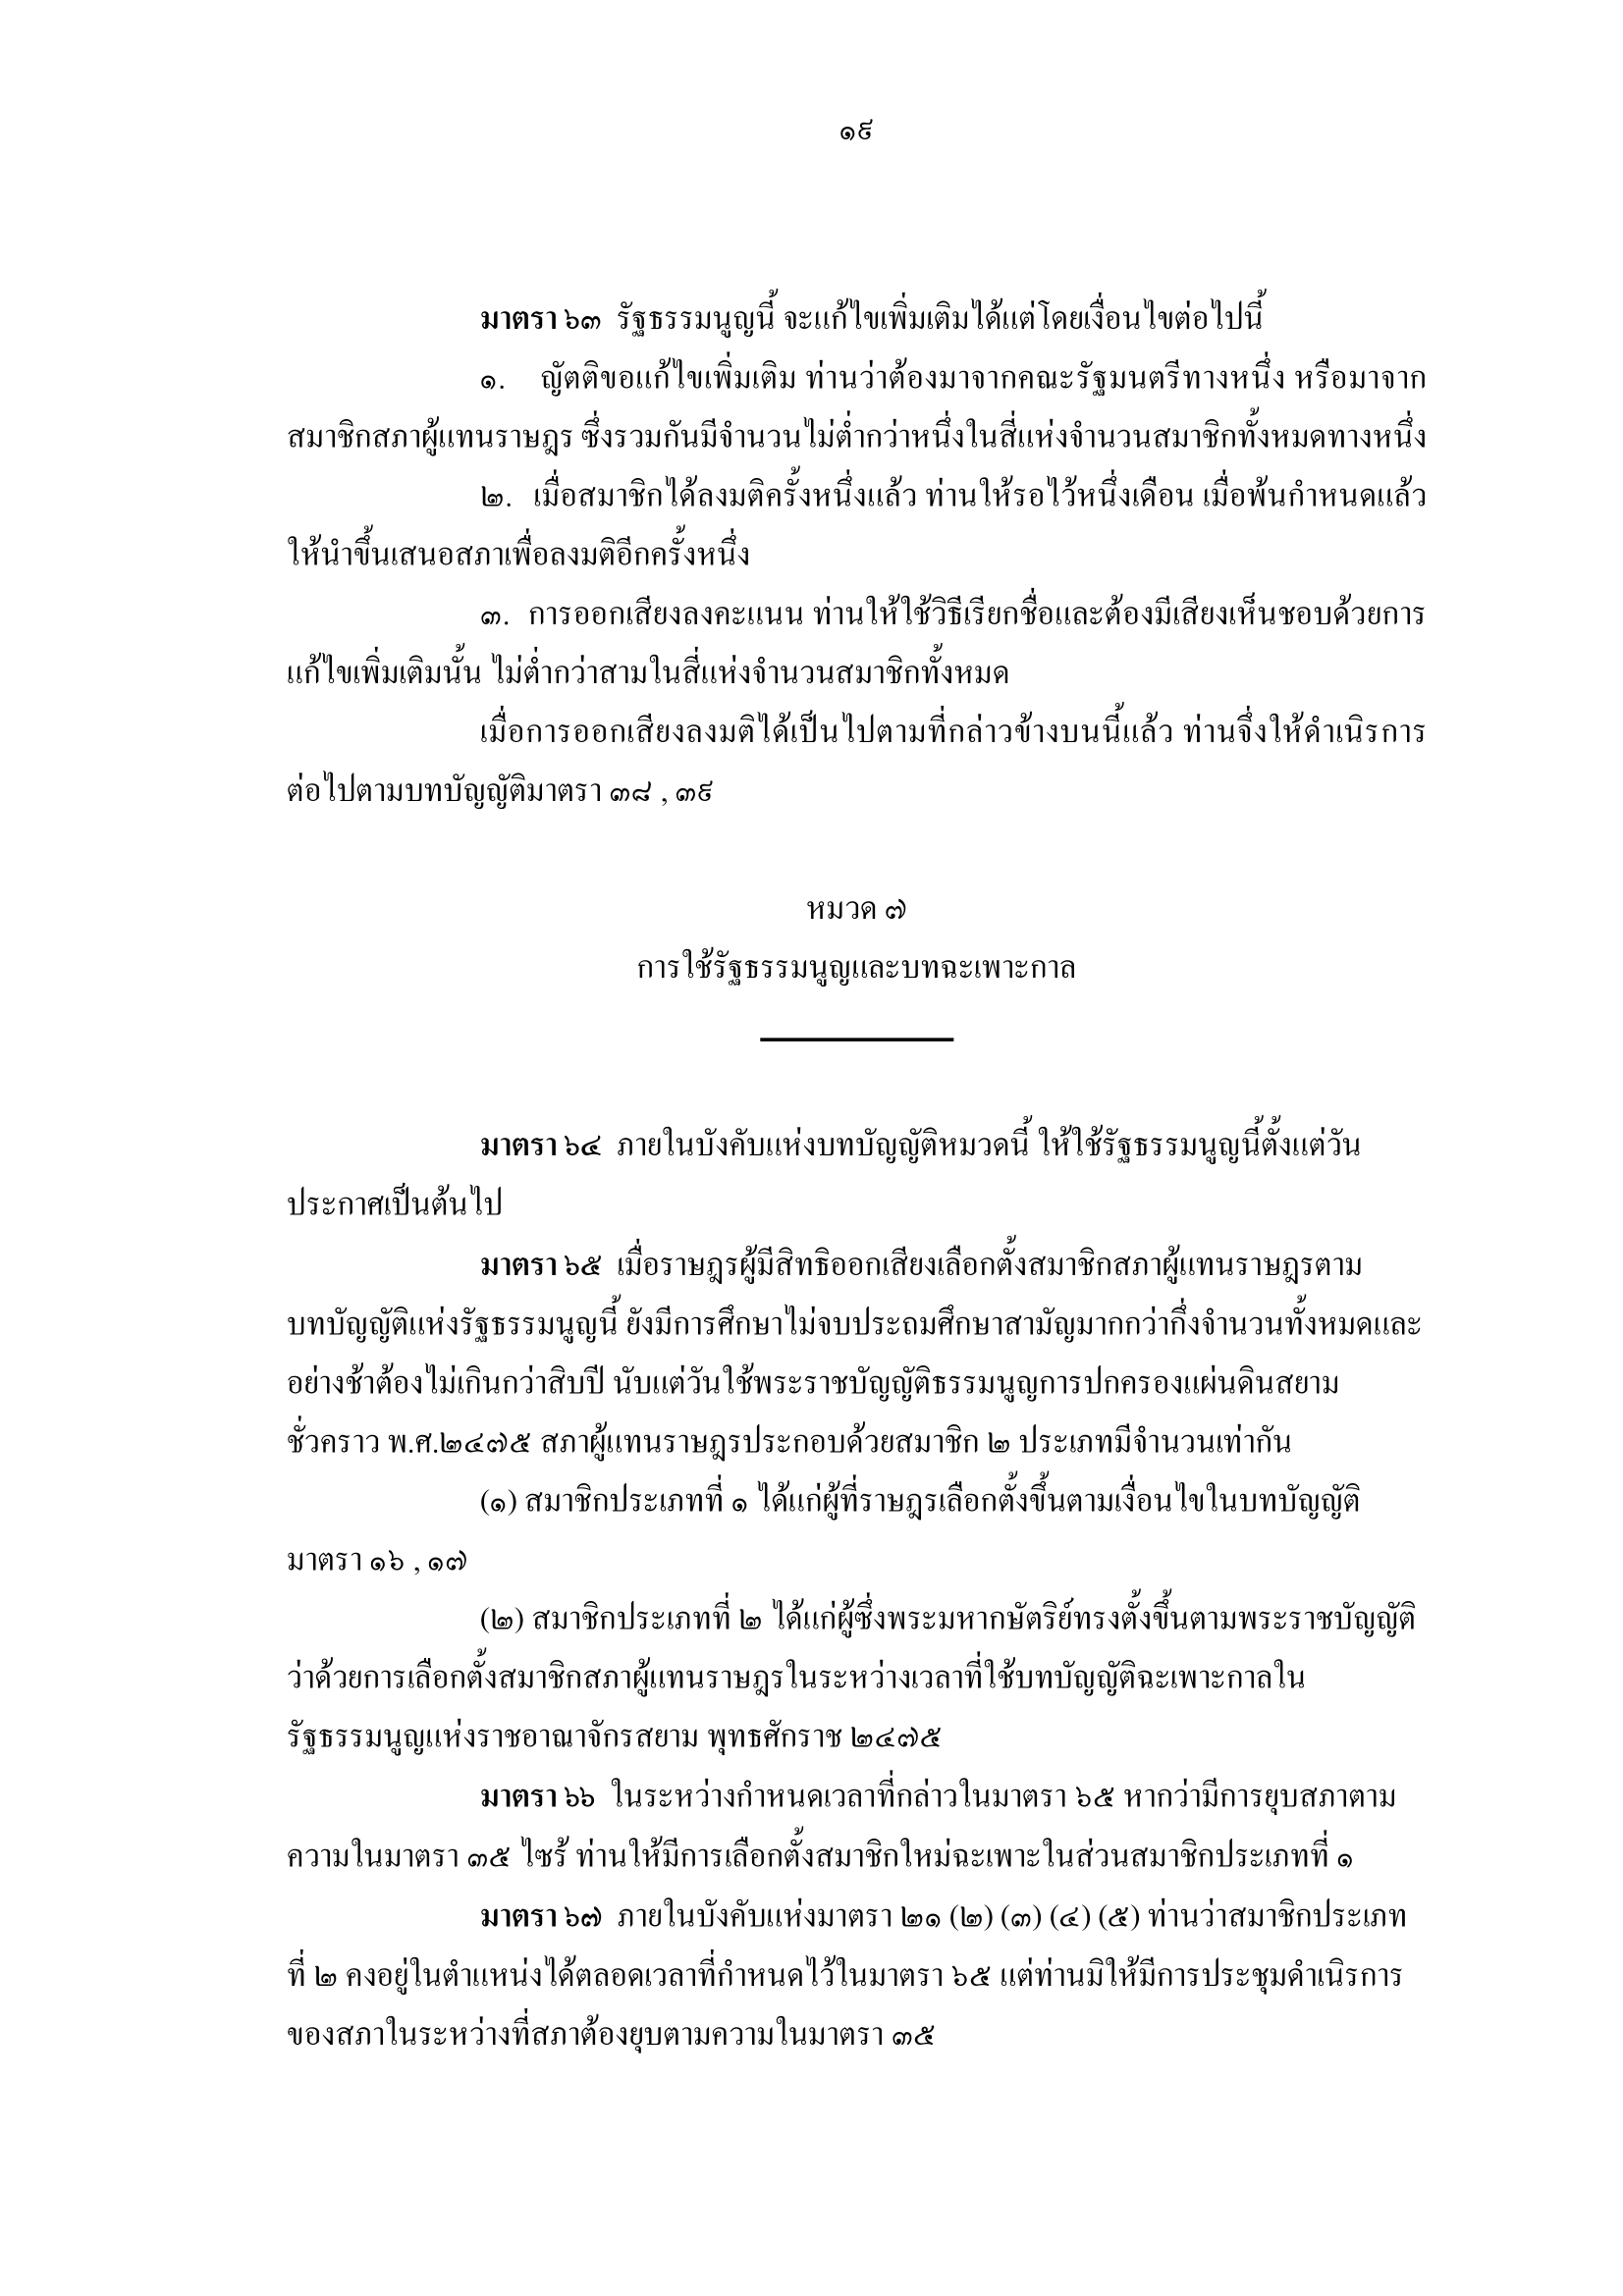 ๑๙
มาตรา ๖๓ รัฐธรรมนูญนี้ จะแก้ไขเพิ่มเติมได้แต่โดยเงื่อนไขต่อไปนี้
๑. ญัตติขอแก้ไขเพิ่มเติม ท่านว่าต้องมาจากคณะรัฐมนตรีทางหนึ่ง หรือมาจาก
สมาชิกสภาผู้แทนราษฎร ซึ่งรวมกันมีจำนวนไม่ต่ำกว่าหนึ่งในสี่แห่งจำนวนสมาชิกทั้งหมดทางหนึ่ง
๒. เมื่อสมาชิกได้ลงมติครั้งหนึ่งแล้ว ท่านให้รอไว้หนึ่งเดือน เมื่อพ้นกำหนดแล้ว
ให้นำขึ้นเสนอสภาเพื่อลงมติอีกครั้งหนึ่ง
๓. การออกเสียงลงคะแนน ท่านให้ใช้วิธีเรียกชื่อและต้องมีเสียงเห็นชอบด้วยการ
แก้ไขเพิ่มเติมนั้น ไม่ต่ำกว่าสามในสี่แห่งจำนวนสมาชิกทั้งหมด
เมื่อการออกเสียงลงมติได้เป็นไปตามที่กล่าวข้างบนนี้แล้ว ท่านจึ่งให้ดำเนิรการ
ต่อไปตามบทบัญญัติมาตรา ๓๘ , ๓๙
หมวด ๗
การใช้รัฐธรรมนูญและบทฉะเพาะกาล
มาตรา ๖๔ ภายในบังคับแห่งบทบัญญัติหมวดนี้ ให้ใช้รัฐธรรมนูญนี้ตั้งแต่วัน
ประกาศเป็นต้นไป
มาตรา ๖๕ เมื่อราษฎรผู้มีสิทธิออกเสียงเลือกตั้งสมาชิกสภาผู้แทนราษฎรตาม
บทบัญญัติแห่งรัฐธรรมนูญนี้ ยังมีการศึกษาไม่จบประถมศึกษาสามัญมากกว่ากึ่งจำนวนทั้งหมดและ
อย่างช้าต้องไม่เกินกว่าสิบปี นับแต่วันใช้พระราชบัญญัติธรรมนูญการปกครองแผ่นดินสยาม
ชั่วคราว พ.ศ.๒๔๗๕ สภาผู้แทนราษฎรประกอบด้วยสมาชิก ๒ ประเภทมีจำนวนเท่ากัน
(๑) สมาชิกประเภทที่ ๑ ได้แก่ผู้ที่ราษฎรเลือกตั้งขึ้นตามเงื่อนไขในบทบัญญัติ
มาตรา ๑๖ , ๑๗
(๒) สมาชิกประเภทที่ ๒ ได้แก่ผู้ซึ่งพระมหากษัตริย์ทรงตั้งขึ้นตามพระราชบัญญัติ
ว่าด้วยการเลือกตั้งสมาชิกสภาผู้แทนราษฎรในระหว่างเวลาที่ใช้บทบัญญัติฉะเพาะกาลใน
รัฐธรรมนูญแห่งราชอาณาจักรสยาม พุทธศักราช ๒๔๗๕
มาตรา ๖๖ ในระหว่างกำหนดเวลาที่กล่าวในมาตรา ๖๕ หากว่ามีการยุบสภาตาม
ความในมาตรา ๓๕ ไซร้ ท่านให้มีการเลือกตั้งสมาชิกใหม่ฉะเพาะในส่วนสมาชิกประเภทที่ ๑
มาตรา ๖๗ ภายในบังคับแห่งมาตรา ๒๑ (๒) (๓) (๔) (๕) ท่านว่าสมาชิกประเภท
ที่ ๒ คงอยู่ในตำแหน่งได้ตลอดเวลาที่กำหนดไว้ในมาตรา ๖๕ แต่ท่านมิให้มีการประชุมดำเนิรการ
ของสภาในระหว่างที่สภาต้องยุบตามความในมาตรา ๓๕